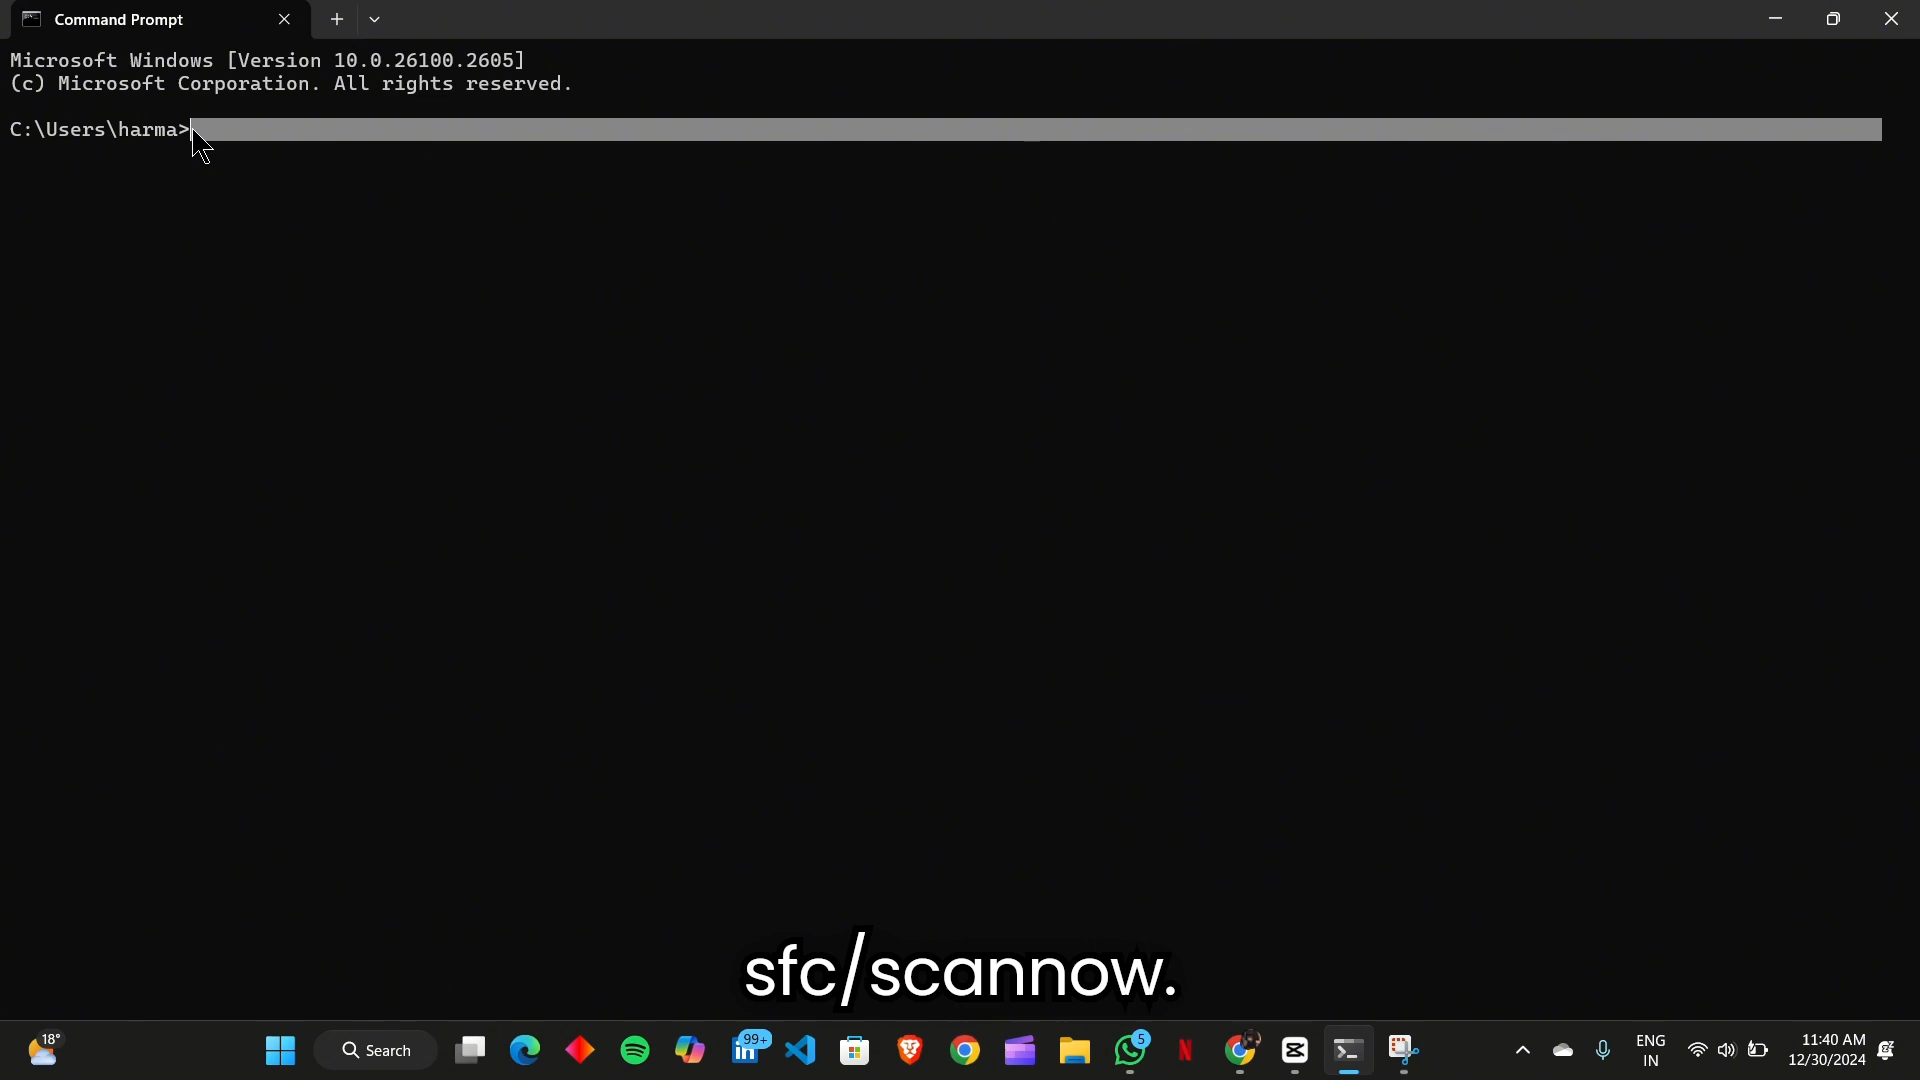 Command Prompt
Microsoft Windows [Version 10.0.26100.2605]
(c) Microsoft Corporation. All rights reserved.
C:\Users\harma>
sfc/scannow.
18°
Search
99+
in
5
N
ENG
IN
11:40 AM
12/30/2024